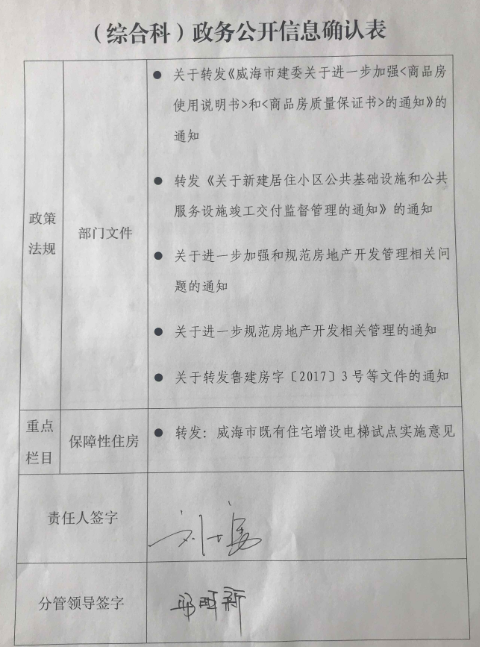 （综合科）政务公开信息确认表
● 关于转发《威海市建委关于进一步加强<商品房
使用说明书>和<商品房质量保证书>的通知》的
通知
● 转发《关于新建居住小区公共基础设施和公共
服务设施竣工交付监督管理的通知》的通知
政策
法规
部门文件
● 关于进一步加强和规范房地产开发管理相关问
题的通知
● 关于进一步规范房地产开发相关管理的通知
● 关于转发鲁建房字〔2017〕3号等文件的通知
重点
栏目
保障性住房
● 转发：威海市既有住宅增设电梯试点实施意见
责任人签字
分管领导签字